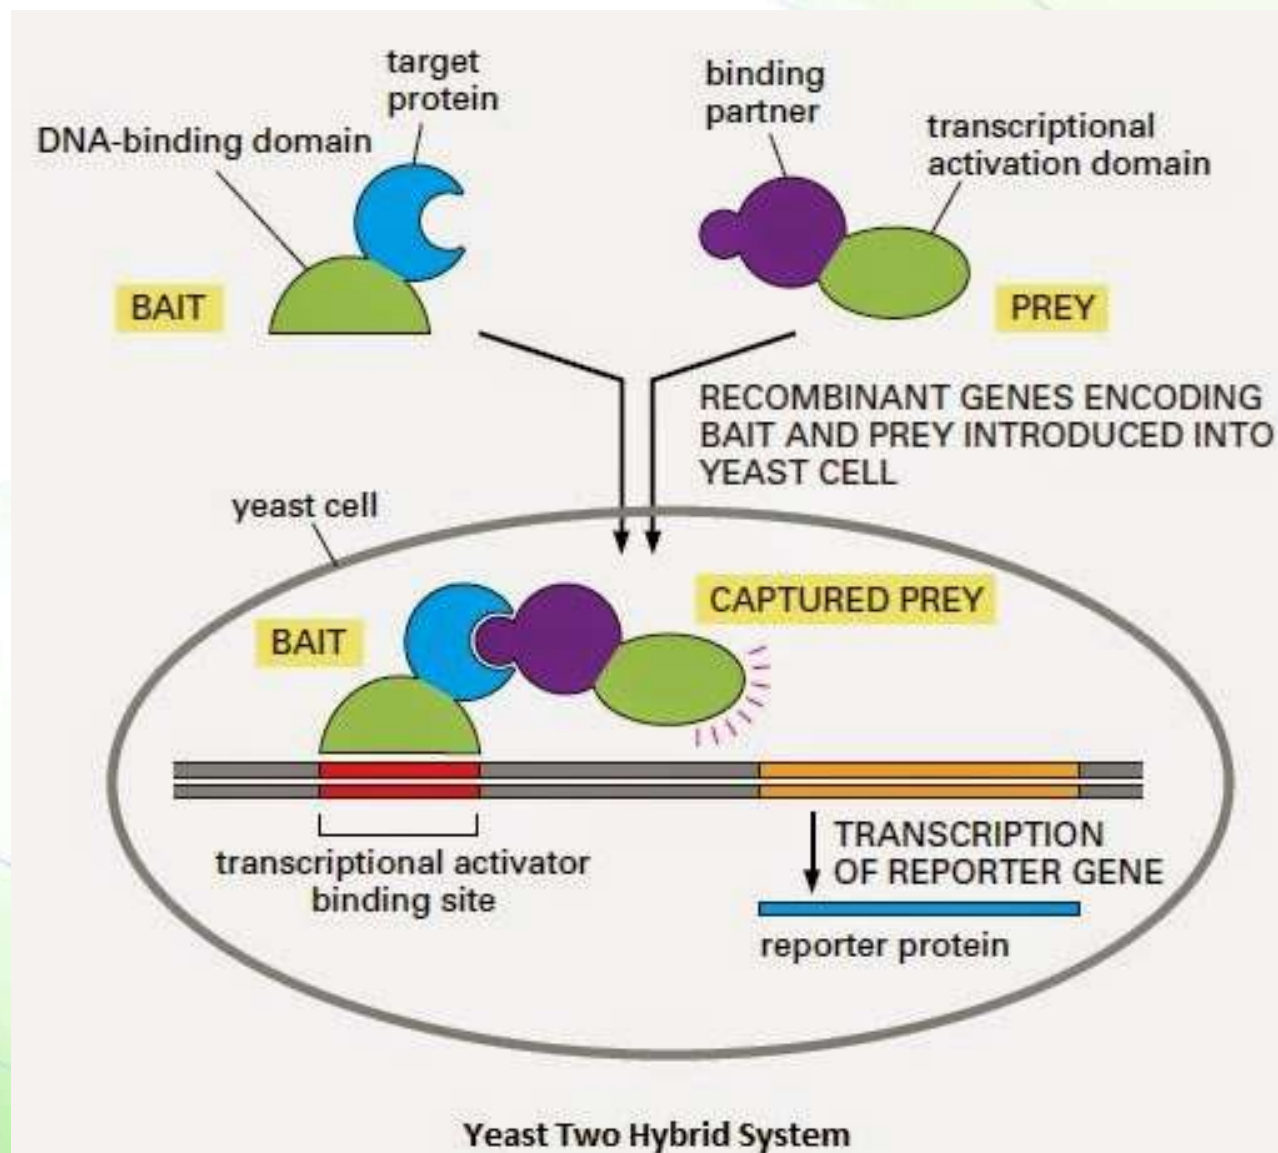 target
protein
DNA-binding domain
BAIT
binding
partner
transcriptional
activation domain
PREY
RECOMBINANT GENES ENCODING
BAIT AND PREY INTRODUCED INTO
YEAST CELL
yeast cell
BAIT
CAPTURED PREY
transcriptional activator
binding site
TRANSCRIPTION
OF REPORTER GENE
reporter protein
Yeast Two Hybrid System